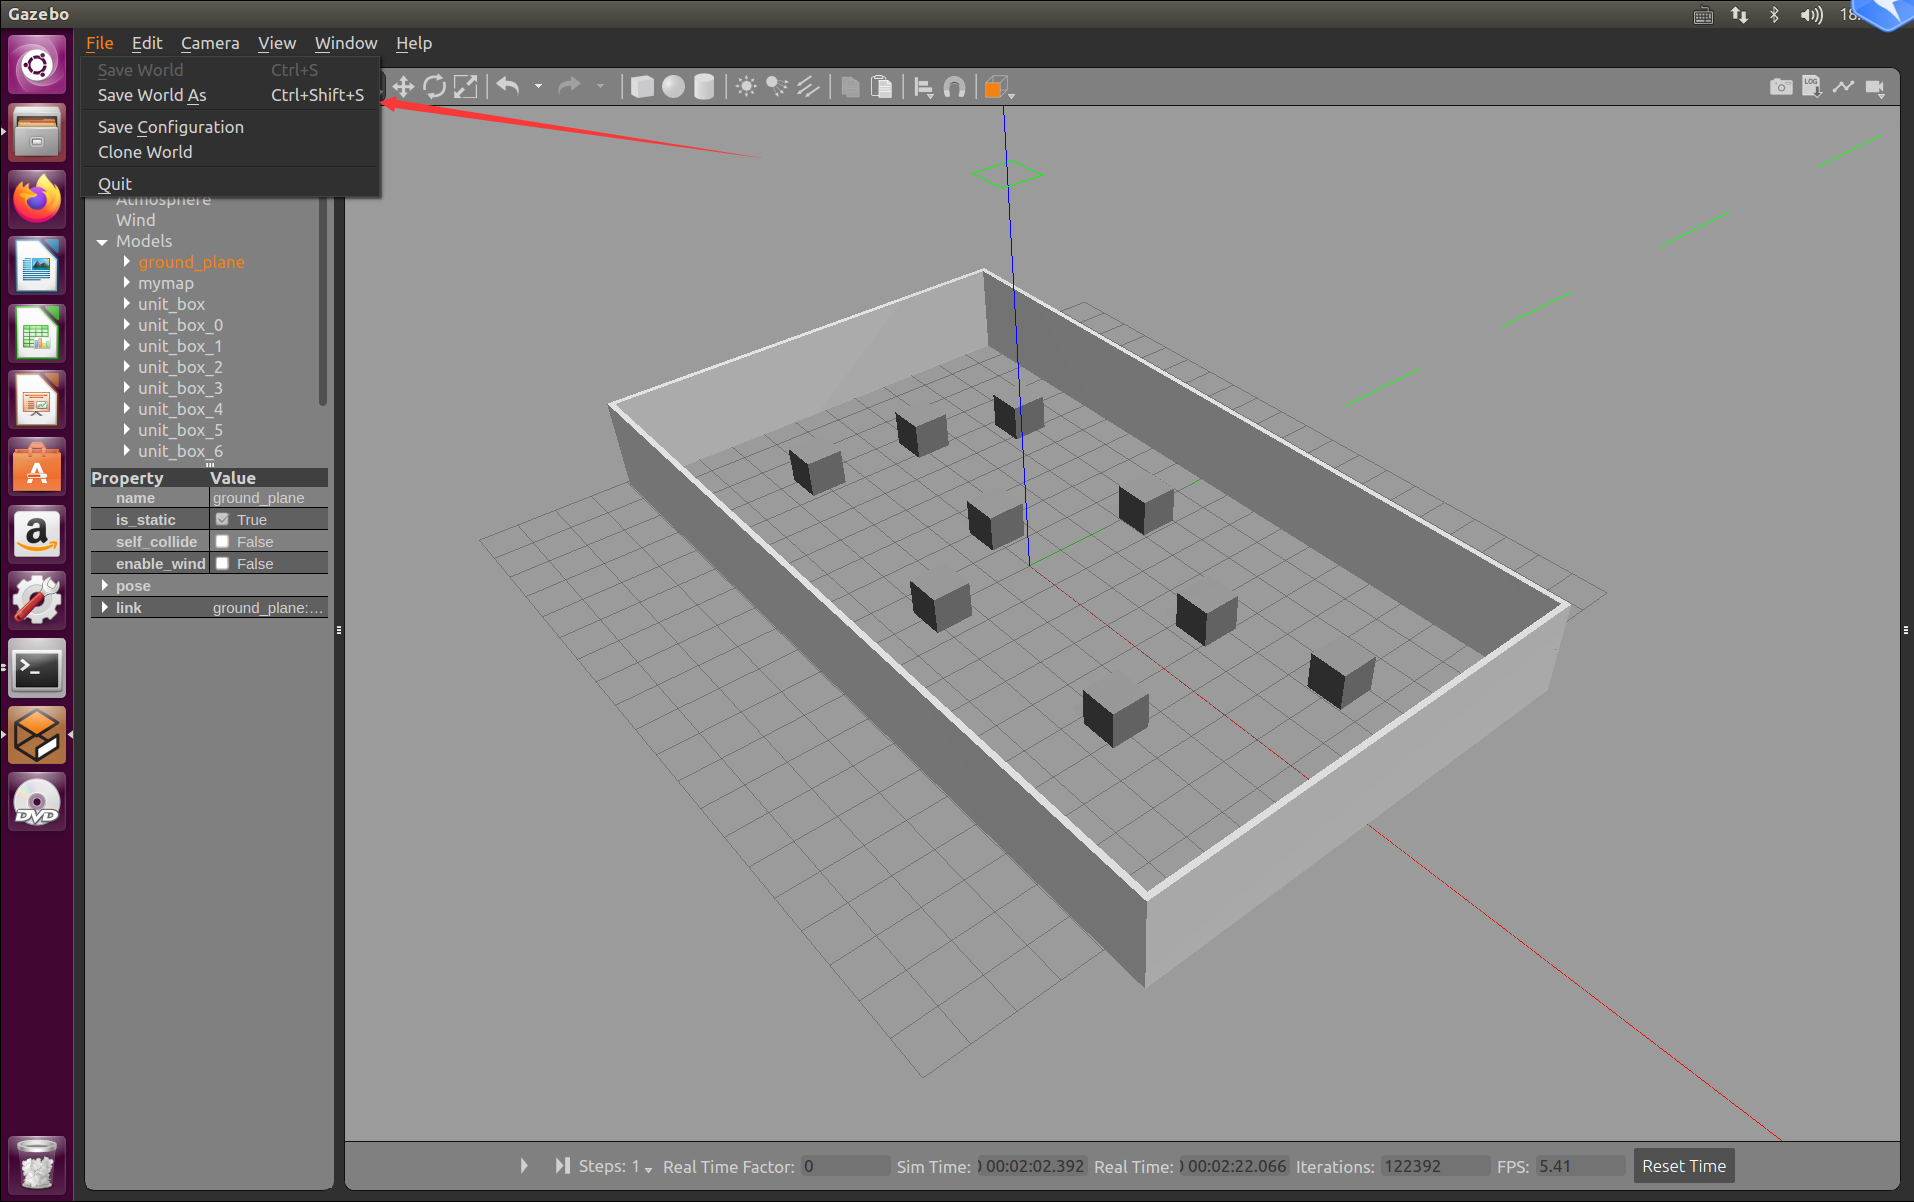 Gazebo
18:
File Edit Camera View Window Help
Save World Ctrl+S
Save World As Ctrl+Shift+S
Save Configuration
Clone World
Quit
LOG
Atmosphere
Wind
Models
ground_plane
mymap
unit_box
unit_box_0
unit_box_1
unit_box_2
unit_box_3
unit_box_4
unit_box_5
unit_box_6
Property Value
name ground_plane
is_static True
self_collide False
enable_wind False
pose
link ground_plane:...
a
DVD
Steps: 1 Real Time Factor: 0 Sim Time: 00:02:02.392 Real Time: 00:02:22.066 Iterations: 122392 FPS: 5.41 Reset Time